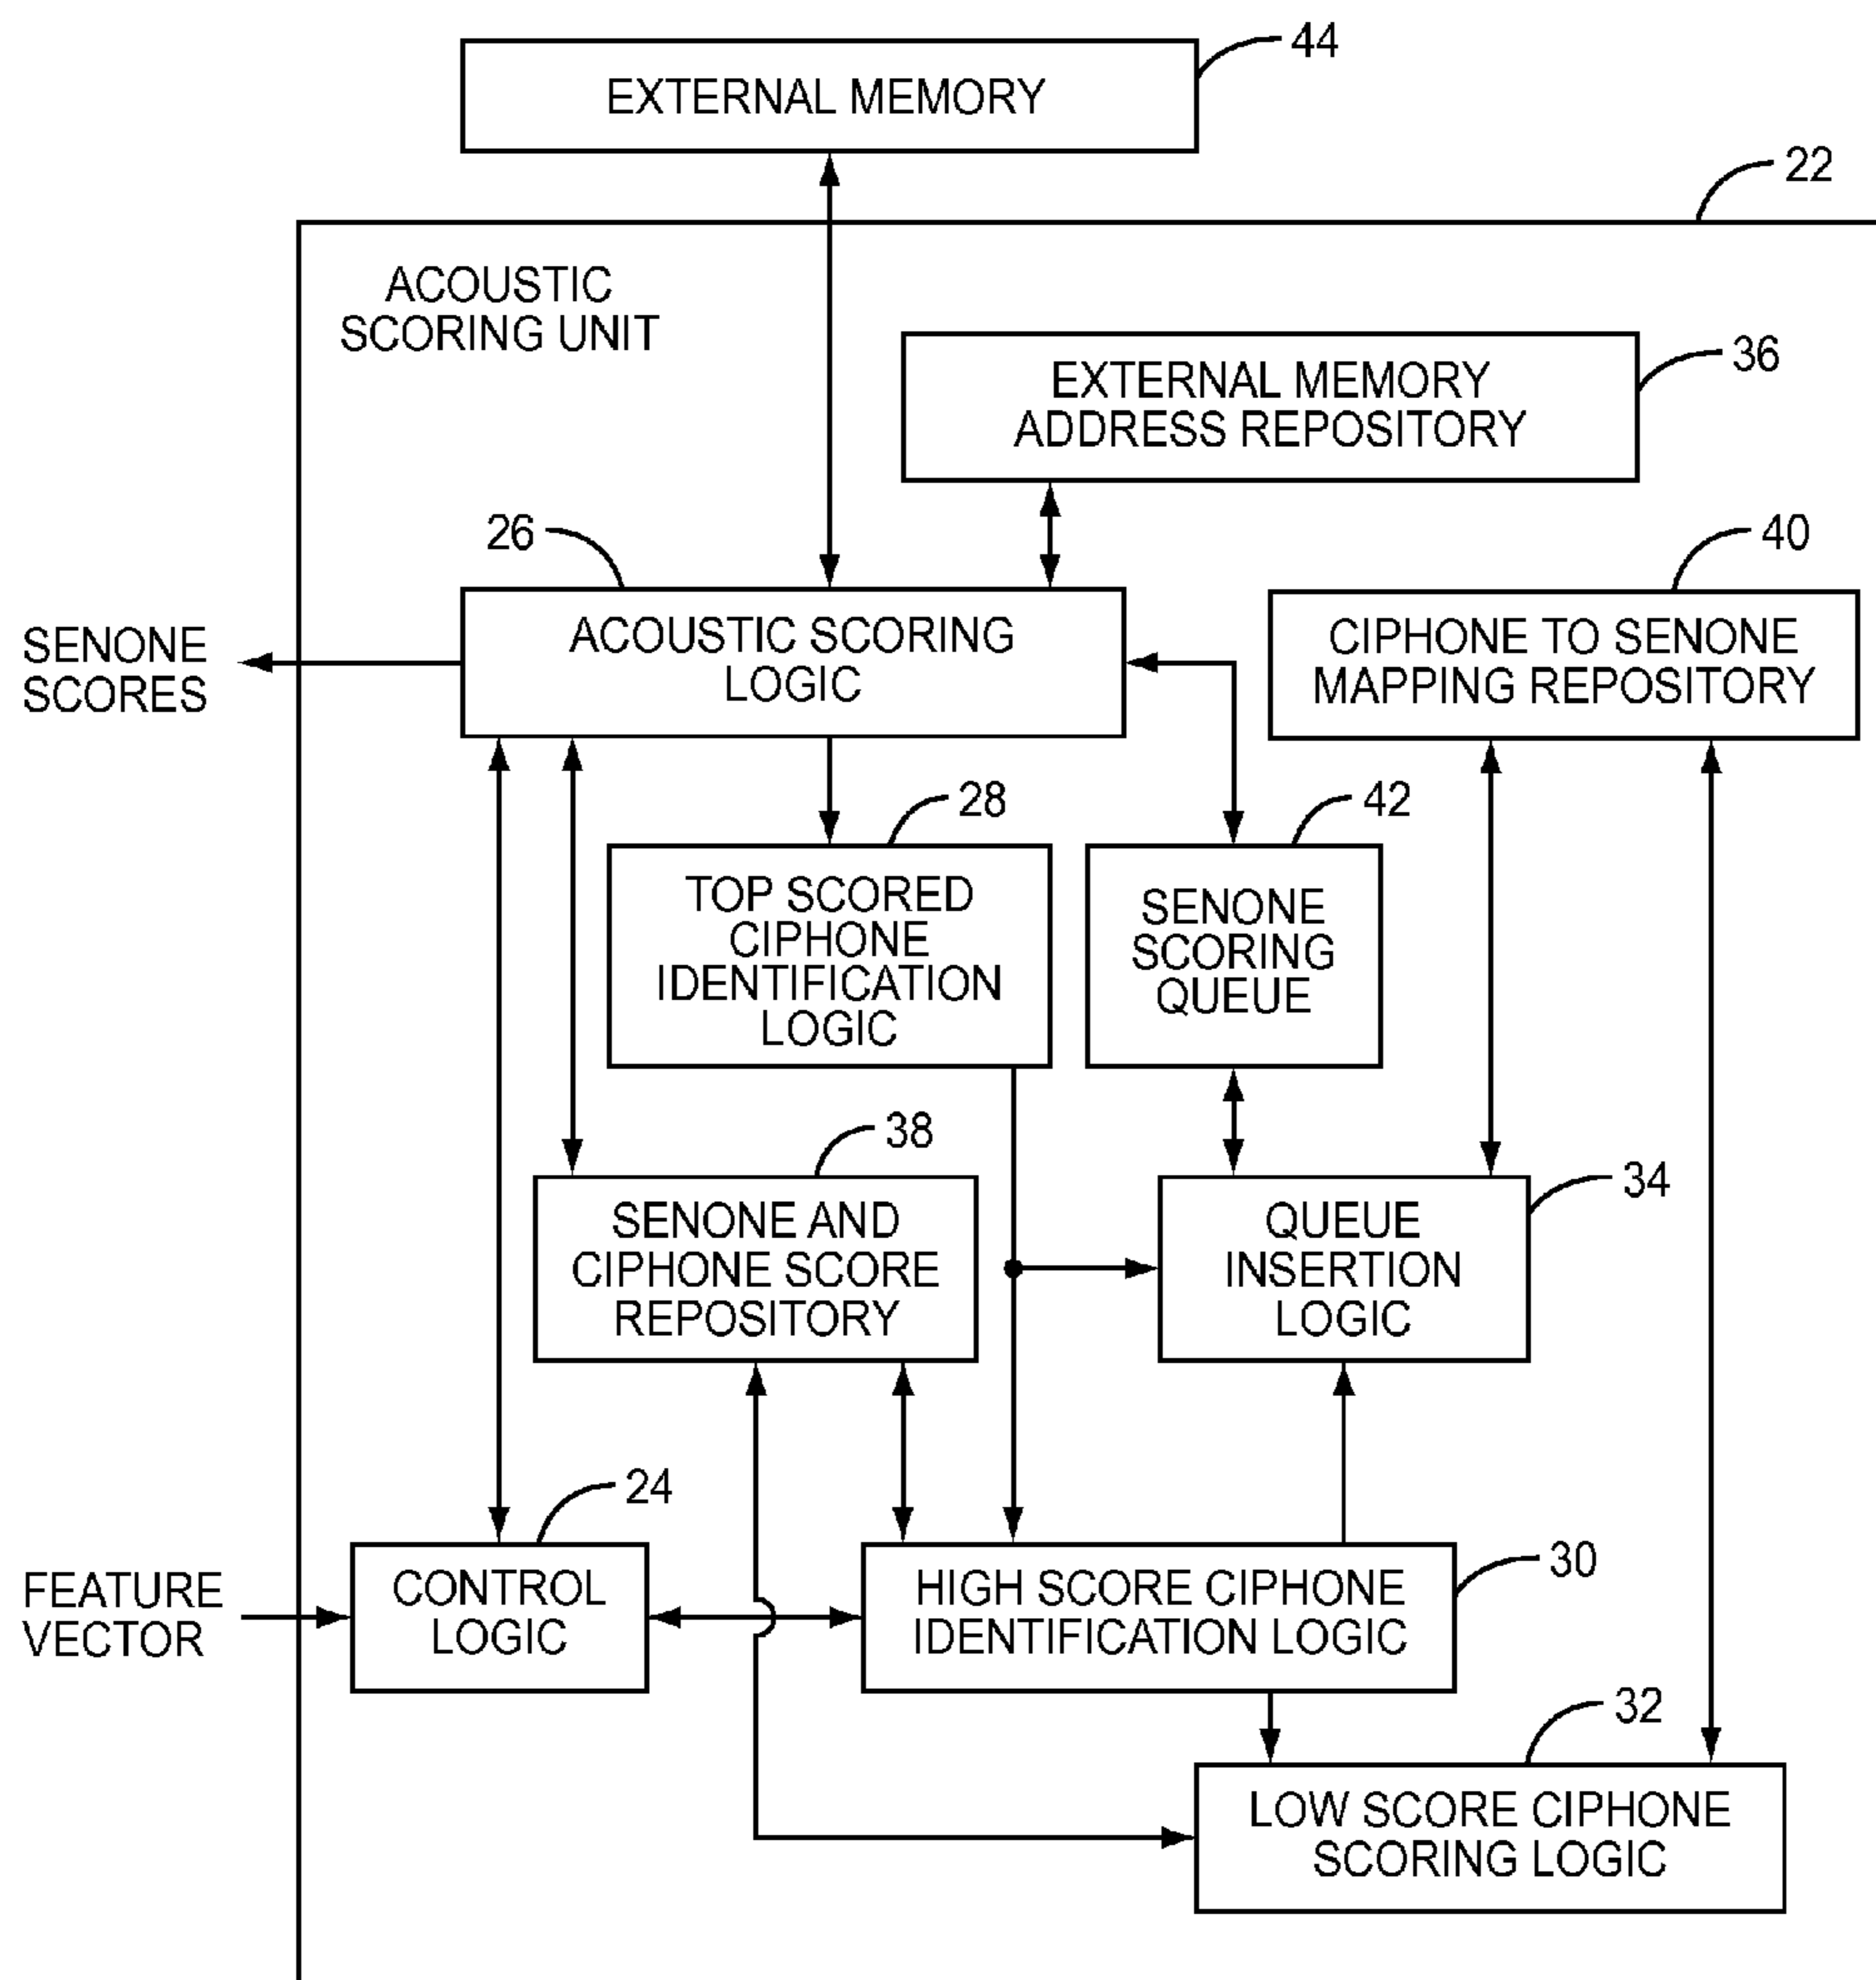 44
EXTERNAL MEMORY
22
ACOUSTIC
SCORING UNIT
36
EXTERNAL MEMORY
ADDRESS REPOSITORY
26
40
SENONE
SCORES
ACOUSTIC SCORING
LOGIC
CIPHONE TO SENONE
MAPPING REPOSITORY
28
42
TOP SCORED
CIPHONE
IDENTIFICATION
LOGIC
SENONE
SCORING
QUEUE
38
34
SENONE AND
CIPHONE SCORE
REPOSITORY
QUEUE
INSERTION
LOGIC
24
30
FEATURE
VECTOR
CONTROL
LOGIC
HIGH SCORE CIPHONE
IDENTIFICATION LOGIC
32
LOW SCORE CIPHONE
SCORING LOGIC